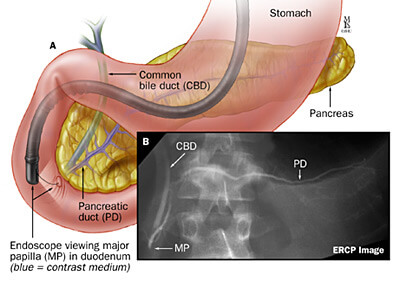 Stomach
A
Common
bile duct (CBD)
Pancreas
B
CBD
PD
Pancreatic
duct (PD)
MP
ERCP Image
Endoscope viewing major
papilla (MP) in duodenum
(blue = contrast medium)